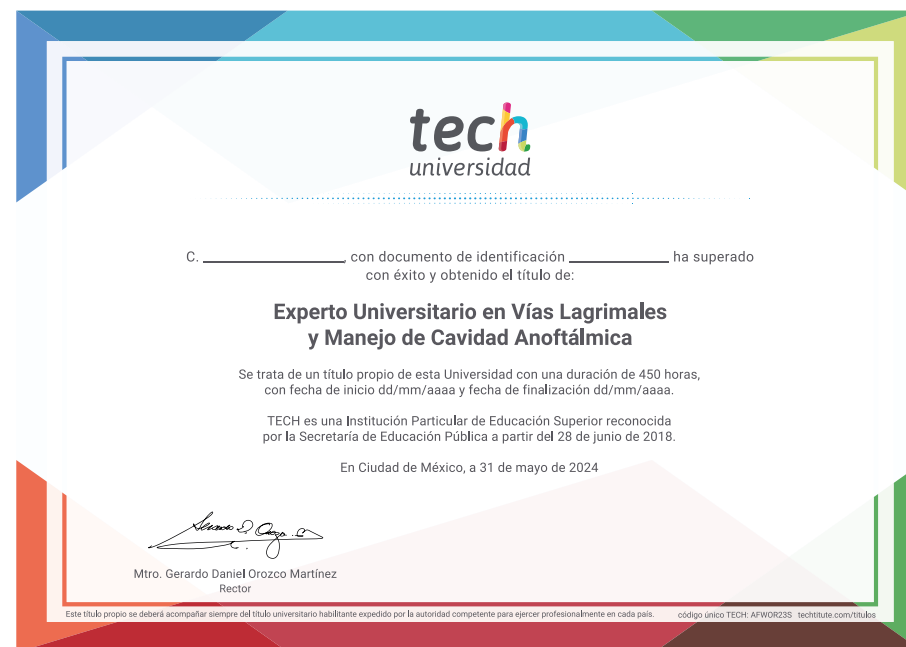 tech
universidad
C. ____________________, con documento de identificación ______________ ha superado
con éxito y obtenido el título de:
Experto Universitario en Vías Lagrimales
y Manejo de Cavidad Anoftálmica
Se trata de un título propio de esta Universidad con una duración de 450 horas,
con fecha de inicio dd/mm/aaaa y fecha de finalización dd/mm/aaaa.
TECH es una Institución Particular de Educación Superior reconocida
por la Secretaría de Educación Pública a partir del 28 de junio de 2018.
En Ciudad de México, a 31 de mayo de 2024
Mtro. Gerardo Daniel Orozco Martínez
Rector
Este título propio se deberá acompañar siempre del título universitario habilitante expedido por la autoridad competente para ejercer profesionalmente en cada país. código único TECH: AFWOR23S techtitute.com/titulos